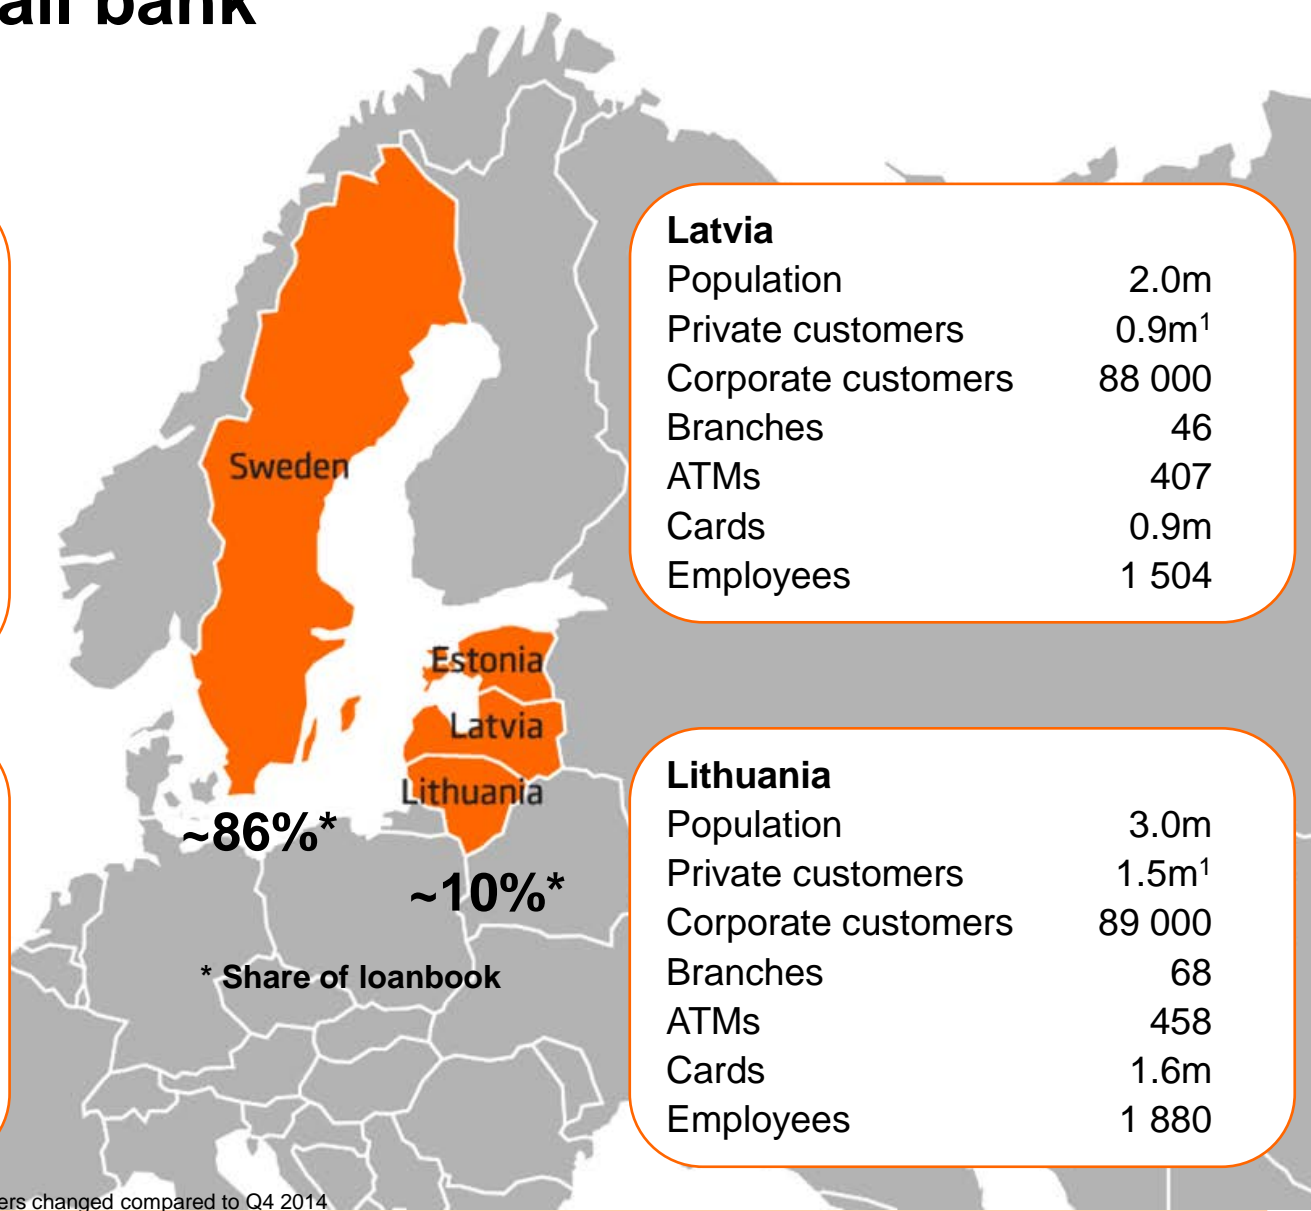 ail bank
Latvia
Population 2.0m
Private customers 0.9m¹
Corporate customers 88 000
Branches 46
ATMs 407
Cards 0.9m
Employees 1 504
Sweden
Estonia
Latvia
Lithuania
~86%*
~10%*
* Share of loanbook
Lithuania
Population 3.0m
Private customers 1.5m¹
Corporate customers 89 000
Branches 68
ATMs 458
Cards 1.6m
Employees 1 880
ers changed compared to Q4 2014